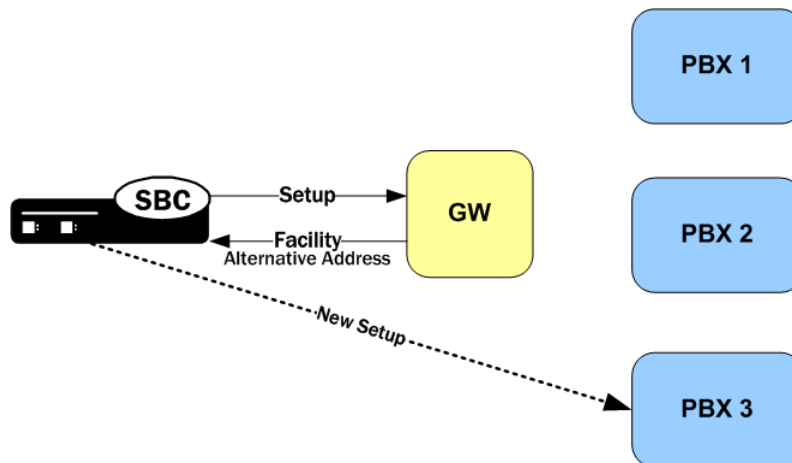 PBX 1
SBC
Setup
GW
PBX 2
Facility
Alternative Address
New Setup
PBX 3